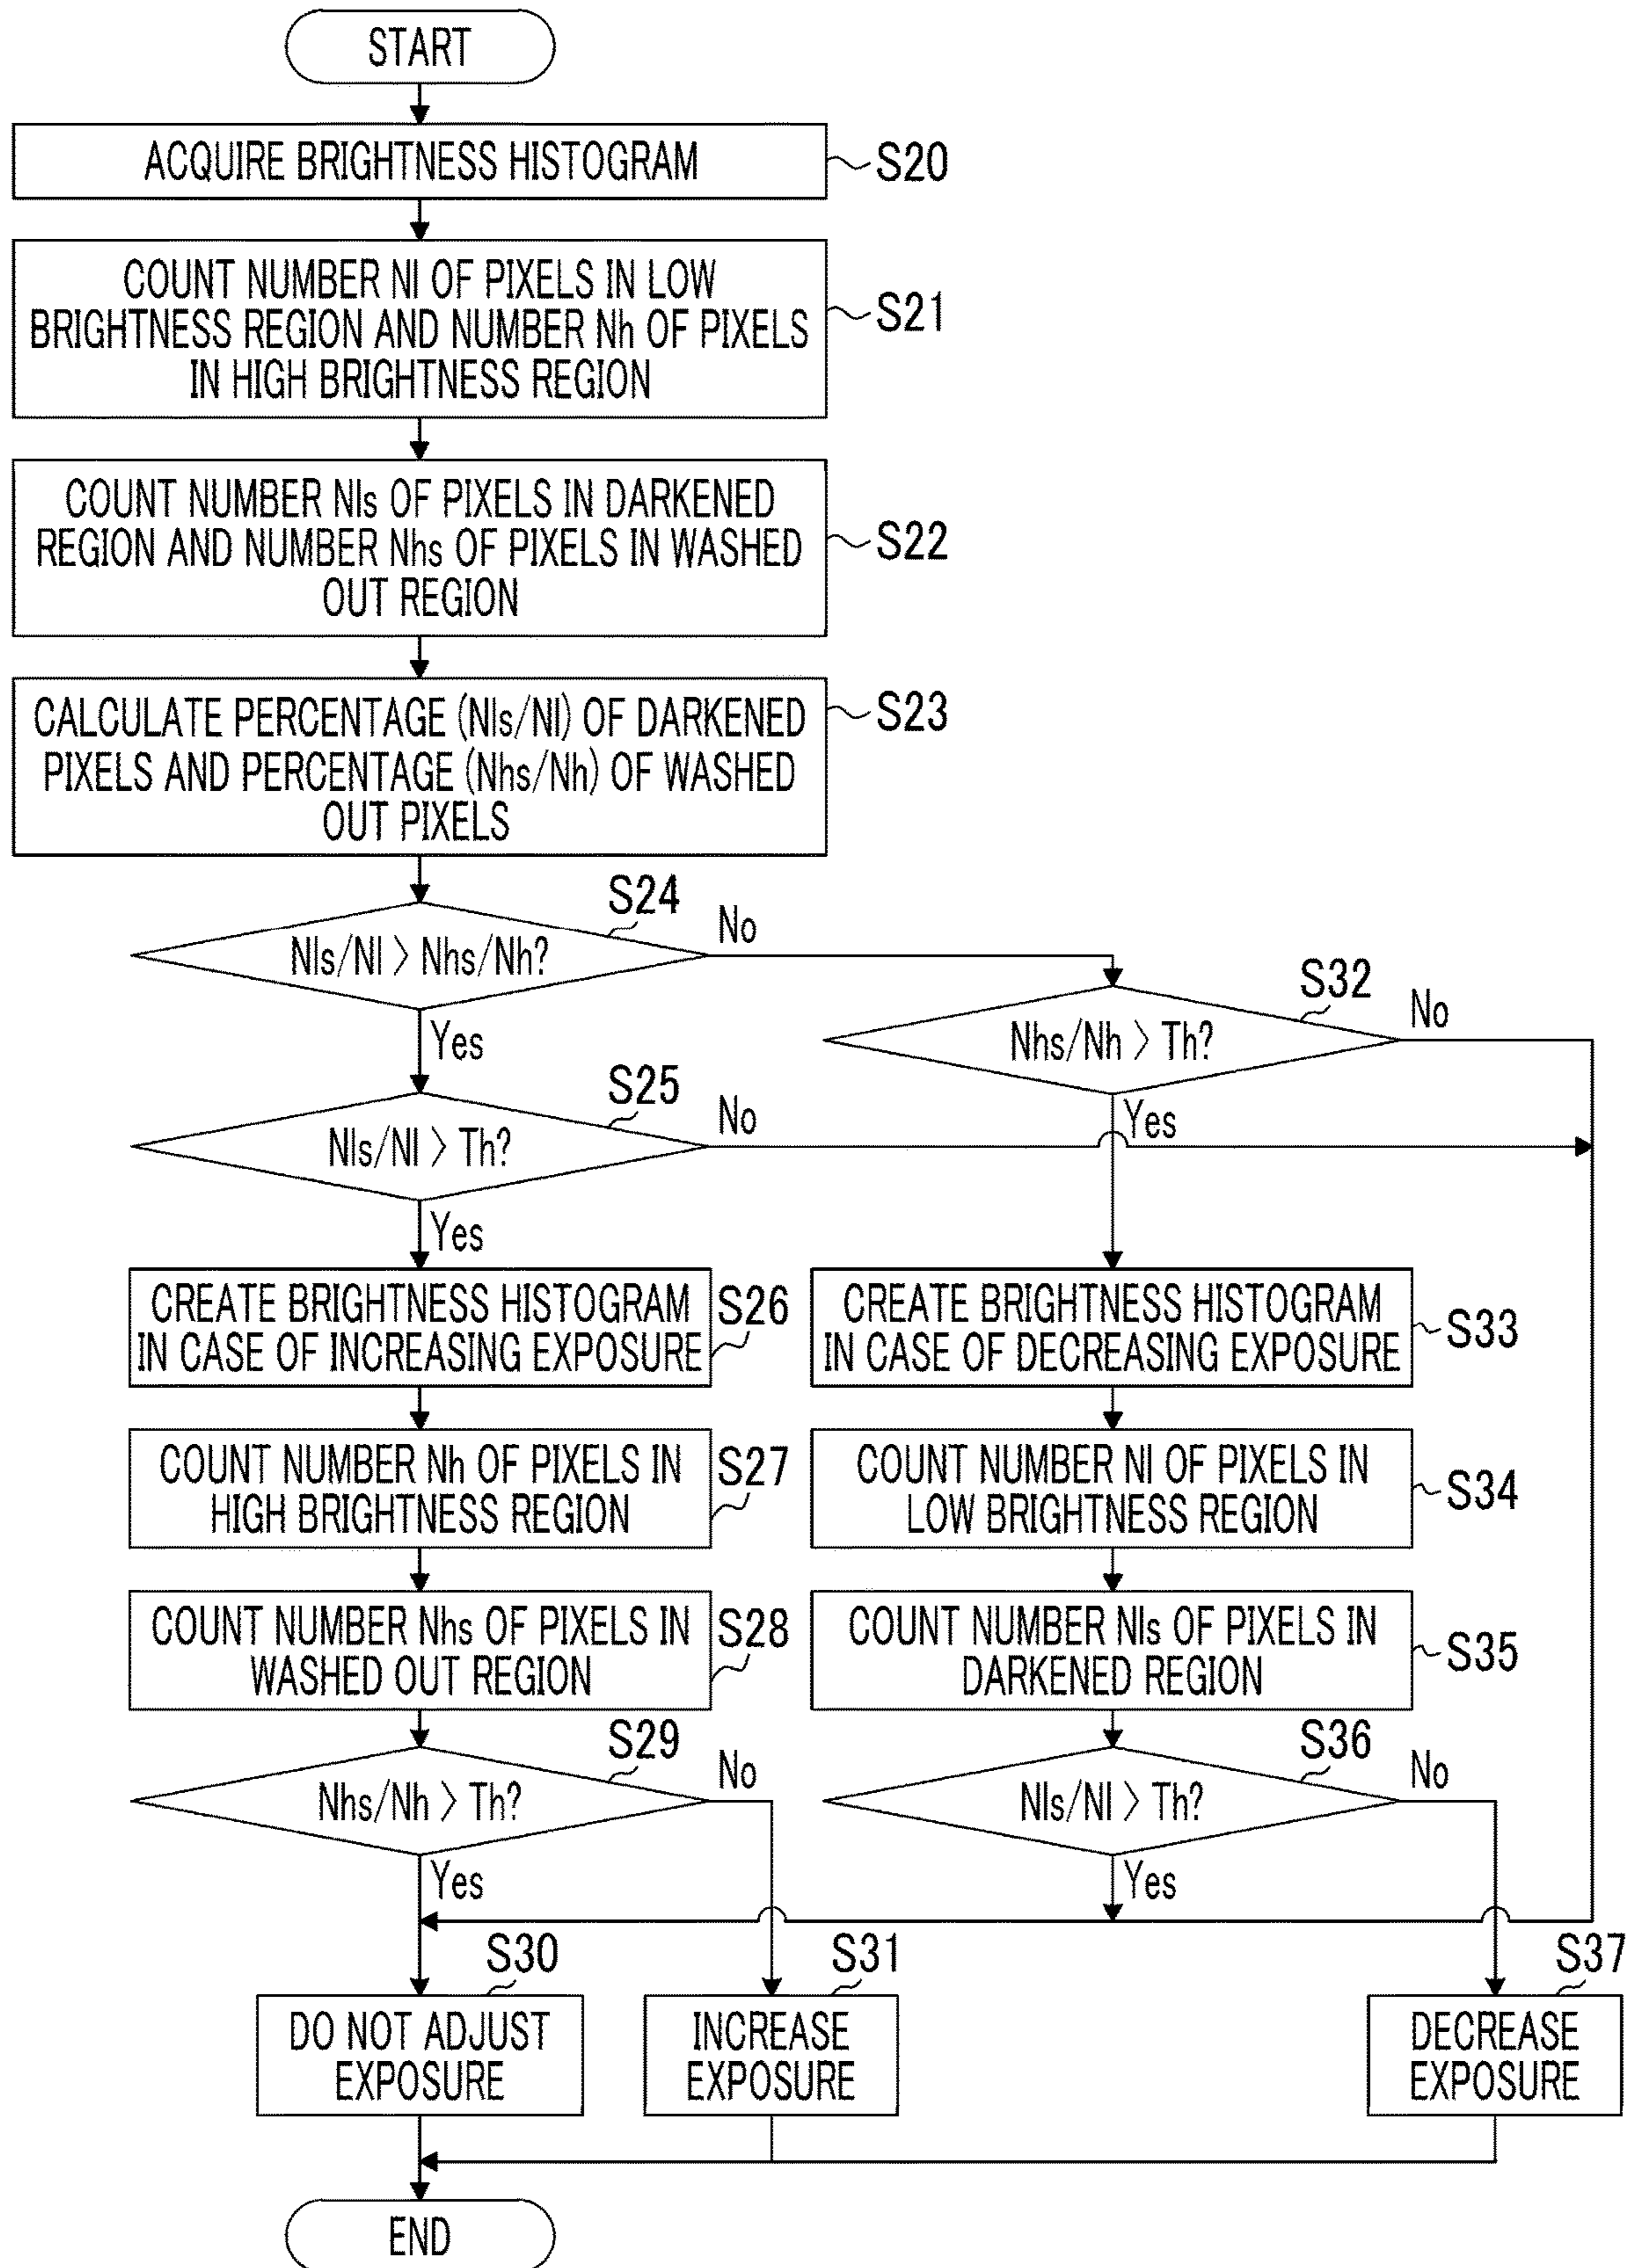 START
ACQUIRE BRIGHTNESS HISTOGRAM
S20
COUNT NUMBER Nl OF PIXELS IN LOW
BRIGHTNESS REGION AND NUMBER Nh OF PIXELS
IN HIGH BRIGHTNESS REGION
S21
COUNT NUMBER Nls OF PIXELS IN DARKENED
REGION AND NUMBER Nhs OF PIXELS IN WASHED
OUT REGION
S22
CALCULATE PERCENTAGE (Nls/Nl) OF DARKENED
PIXELS AND PERCENTAGE (Nhs/Nh) OF WASHED
OUT PIXELS
S23
S24
Nls/Nl > Nhs/Nh?
No
Yes
S32
Nhs/Nh > Th?
No
Yes
S25
Nls/Nl > Th?
No
Yes
CREATE BRIGHTNESS HISTOGRAM
IN CASE OF INCREASING EXPOSURE
S26
CREATE BRIGHTNESS HISTOGRAM
IN CASE OF DECREASING EXPOSURE
S33
COUNT NUMBER Nh OF PIXELS IN
HIGH BRIGHTNESS REGION
S27
COUNT NUMBER Nl OF PIXELS IN
LOW BRIGHTNESS REGION
S34
COUNT NUMBER Nhs OF PIXELS IN
WASHED OUT REGION
S28
COUNT NUMBER Nls OF PIXELS IN
DARKENED REGION
S35
S29
Nhs/Nh > Th?
No
Yes
S36
Nls/Nl > Th?
No
Yes
S30
DO NOT ADJUST
EXPOSURE
S31
INCREASE
EXPOSURE
S37
DECREASE
EXPOSURE
END